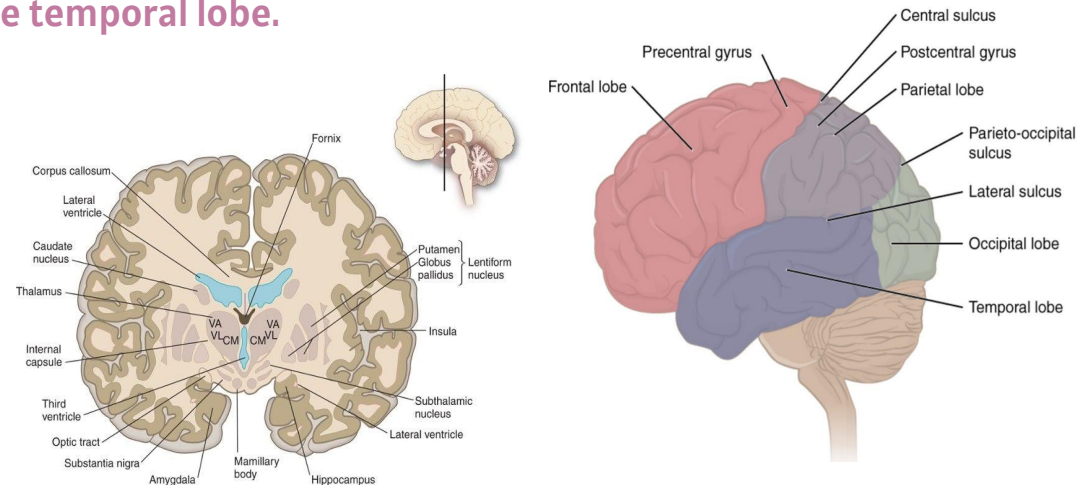 e temporal lobe.
Fornix
Corpus callosum
Lateral
ventricle
Caudate
nucleus
Thalamus
Internal
capsule
Third
ventricle
Optic tract
Substantia nigra
Amygdala
Mamillary
body
Hippocampus
Lateral ventricle
Subthalamic
nucleus
Insula
Putamen
Globus
pallidus
Lentiform
nucleus
VA
VL
CM
VA
VL
CM
Central sulcus
Precentral gyrus
Postcentral gyrus
Frontal lobe
Parietal lobe
Parieto-occipital
sulcus
Lateral sulcus
Occipital lobe
Temporal lobe